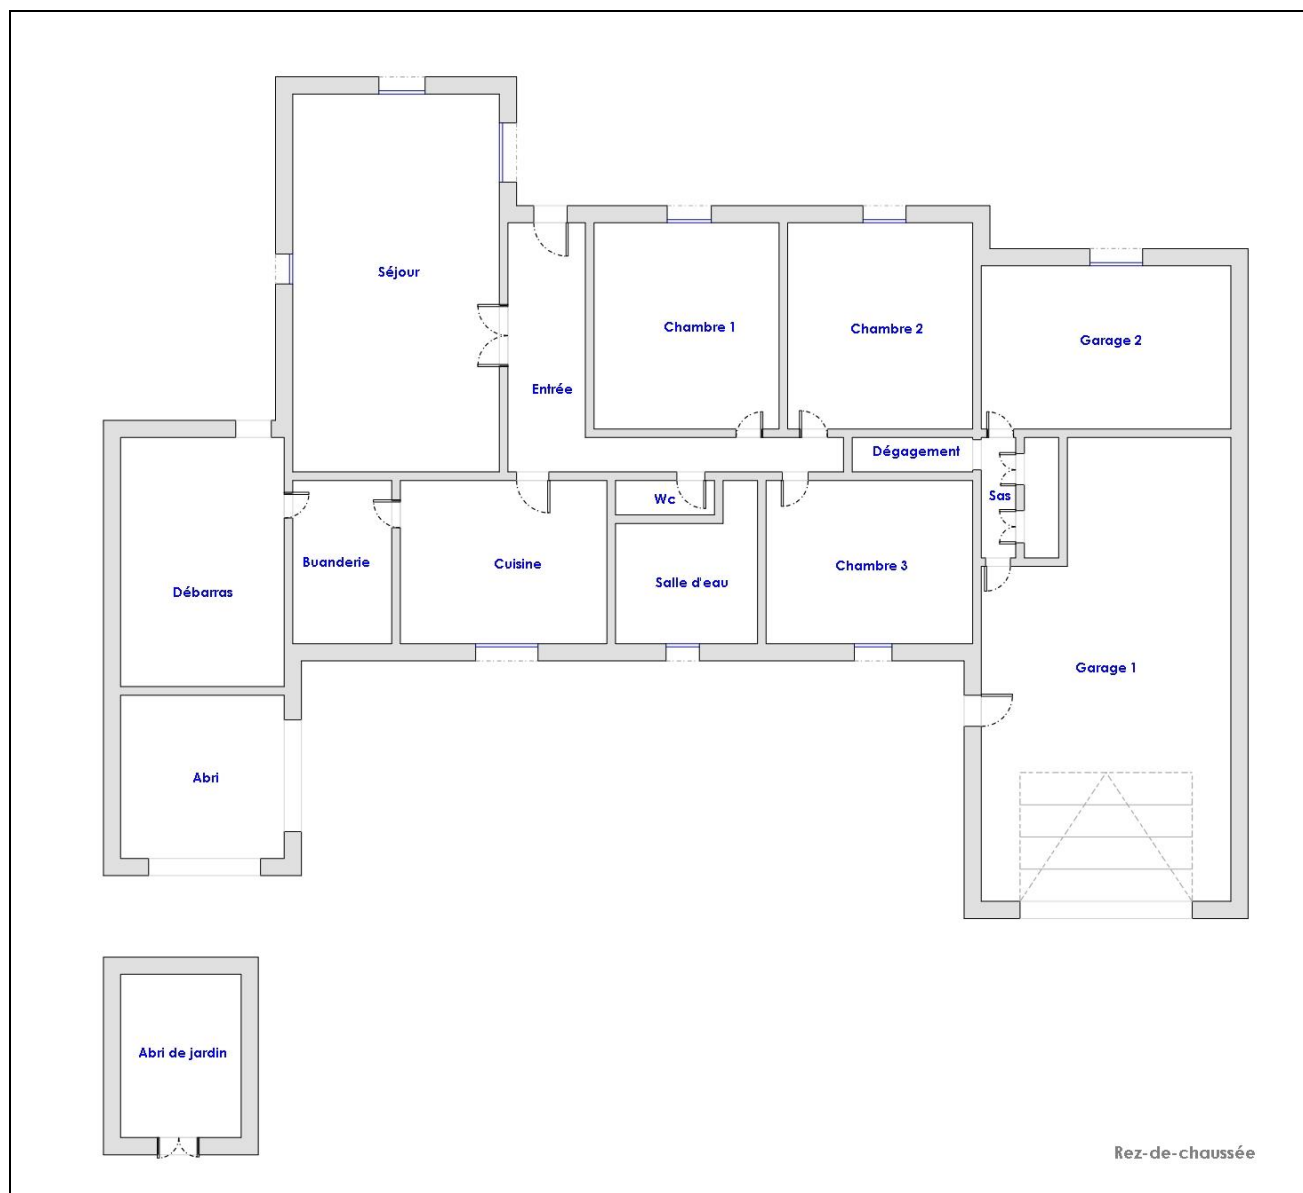 Séjour
Chambre 1
Chambre 2
Garage 2
Entrée
Dégagement
Wc
Sas
Buanderie
Cuisine
Chambre 3
Salle d'eau
Débarras
Garage 1
Abri
Abri de jardin
Rez-de-chaussée